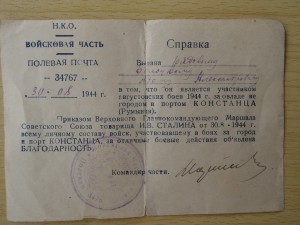 Н.К.О.
ВОЙСКОВАЯ ЧАСТЬ
ПОЛЕВАЯ ПОЧТА
34767
30-08 1944 г.
Справка
Выдана
в том, что он является участником
августовских боев 1944 г. за овладение
городом и портом КОНСТАНЦА
(Румыния).
Приказом Верховного Главнокомандующего Маршала
Советского Союза товарища И.В. СТАЛИНА от 30.8-1944 г.
всему личному составу войск, участвовавшему в боях за город
и порт КОНСТАНЦА, за отличные боевые действия объявлена
БЛАГОДАРНОСТЬ.
Командир части